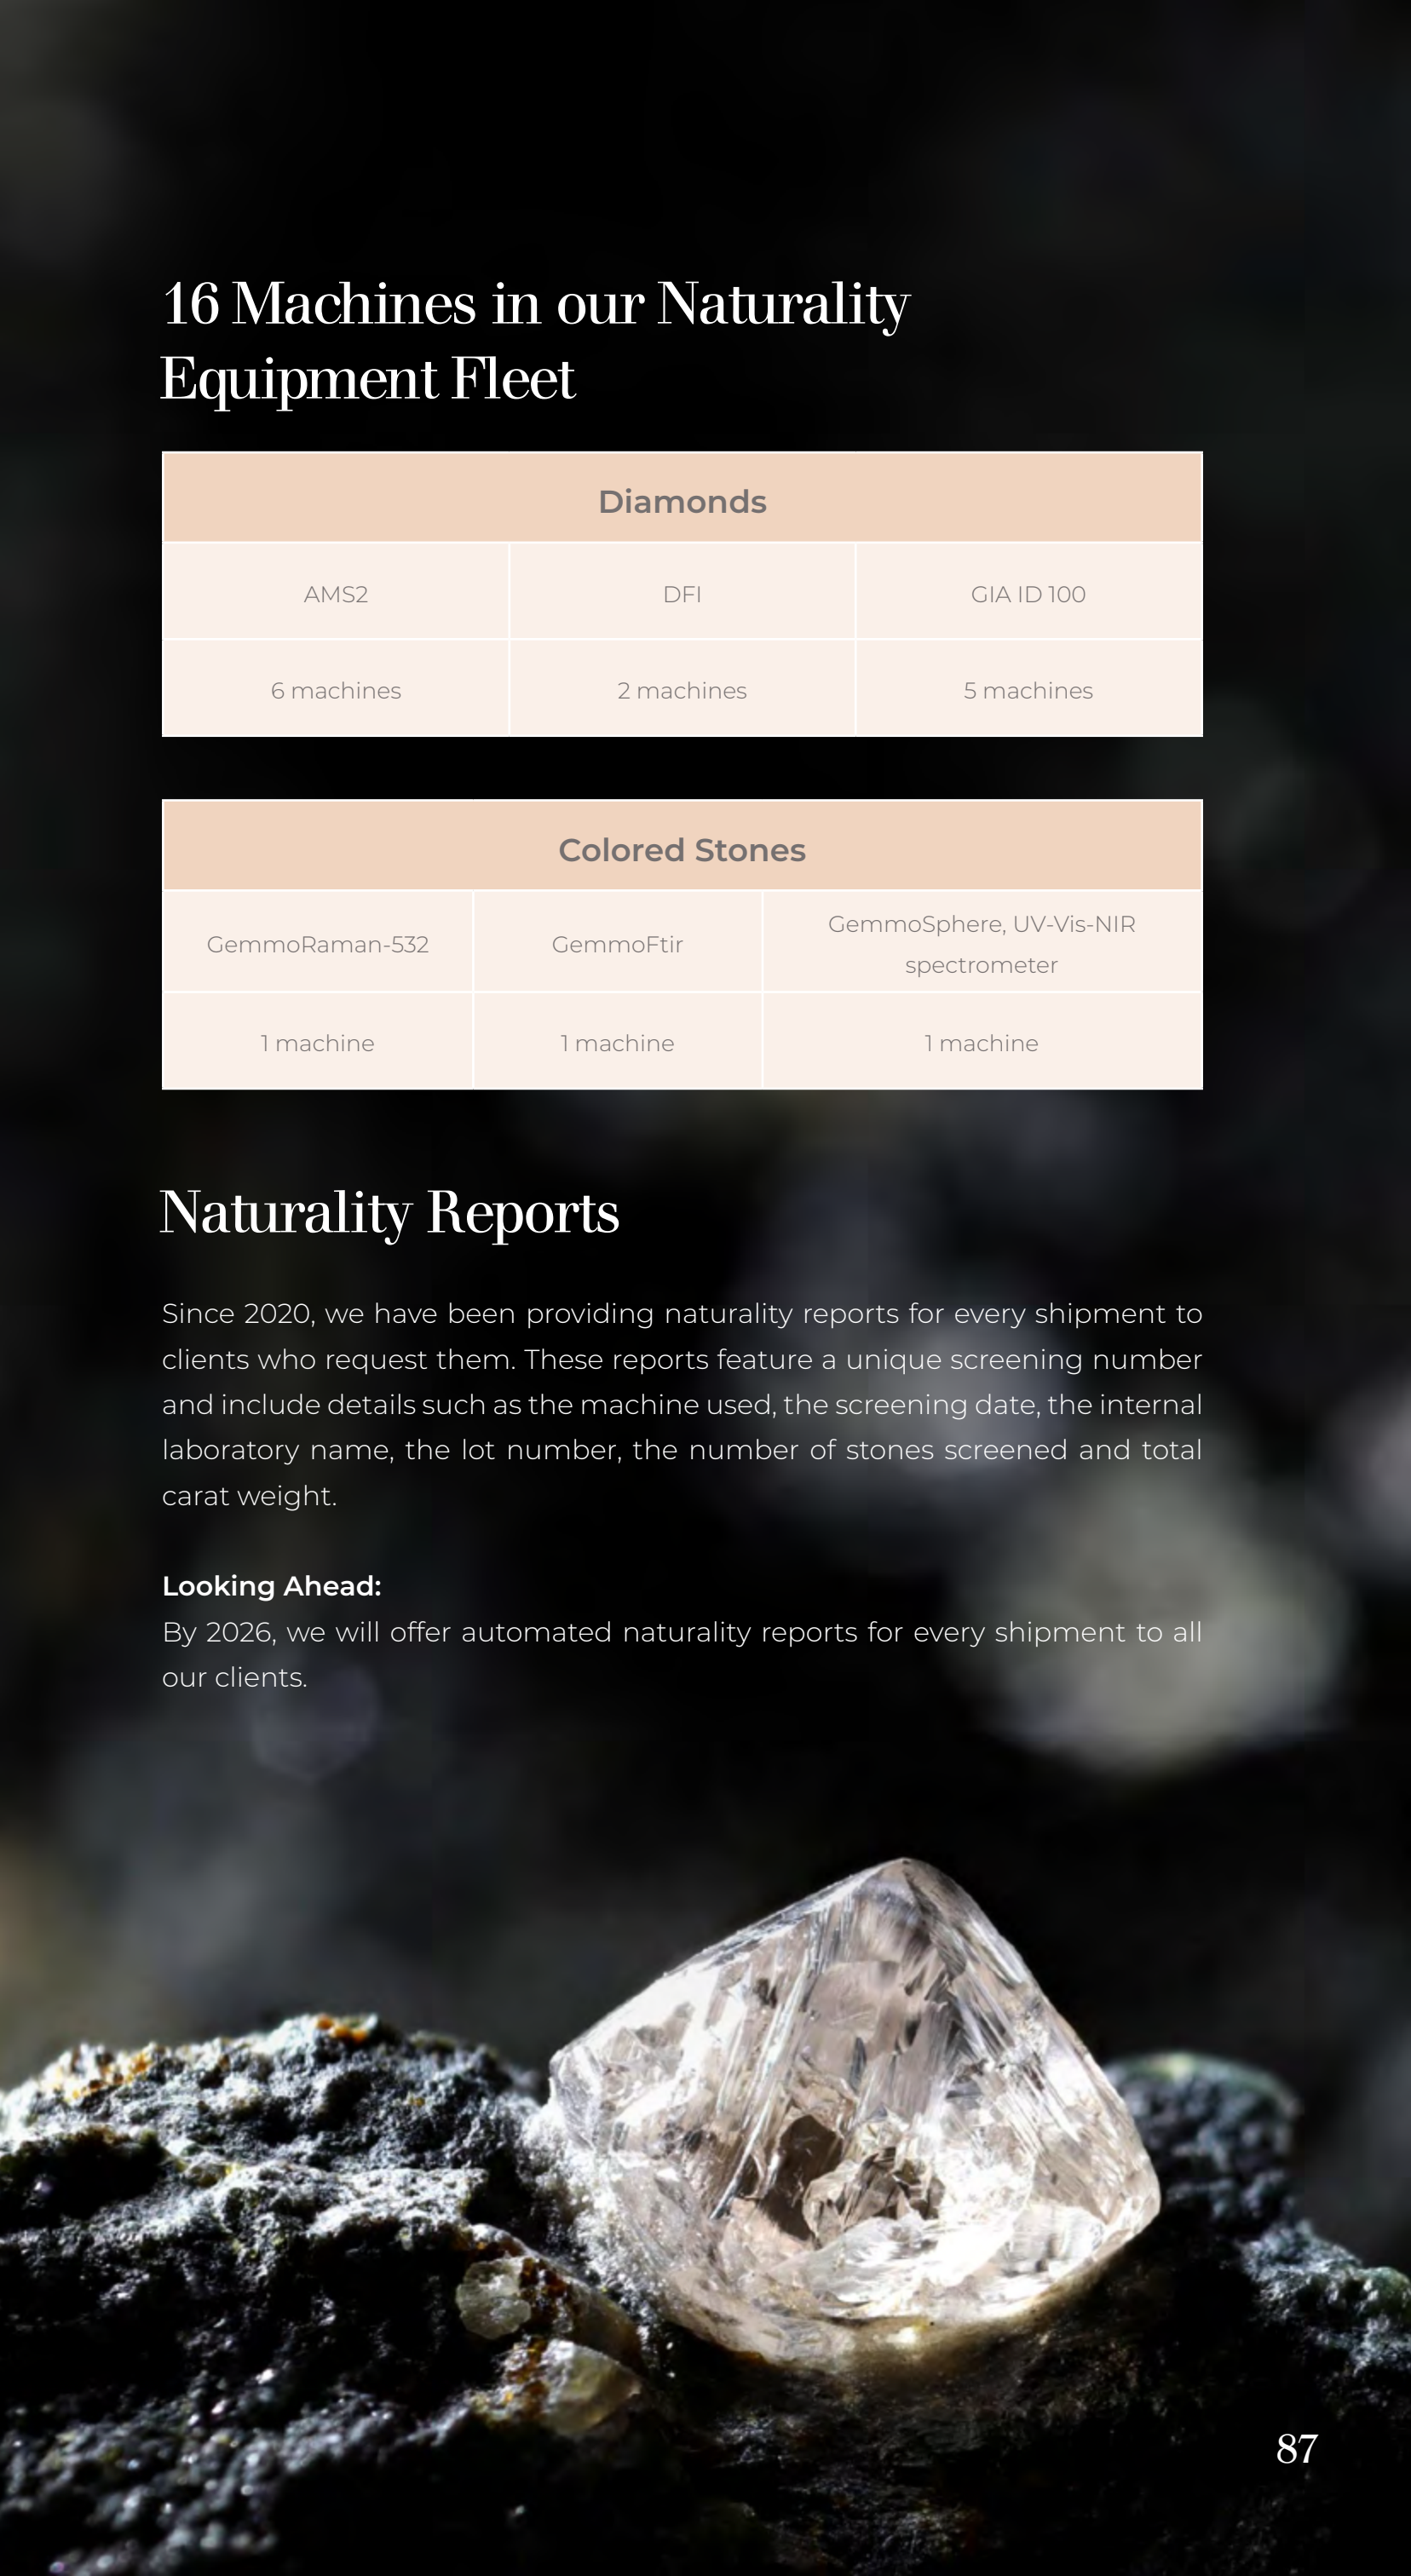 16 Machines in our Naturality
Equipment Fleet
Diamonds
AMS2 DFI GIA ID 100
6 machines 2 machines 5 machines
Colored Stones
GemmoRaman-532 GemmoFtir GemmoSphere, UV-Vis-NIR
spectrometer
1 machine 1 machine 1 machine
Naturality Reports
Since 2020, we have been providing naturality reports for every shipment to
clients who request them. These reports feature a unique screening number
and include details such as the machine used, the screening date, the internal
laboratory name, the lot number, the number of stones screened and total
carat weight.
Looking Ahead:
By 2026, we will offer automated naturality reports for every shipment to all
our clients.
87